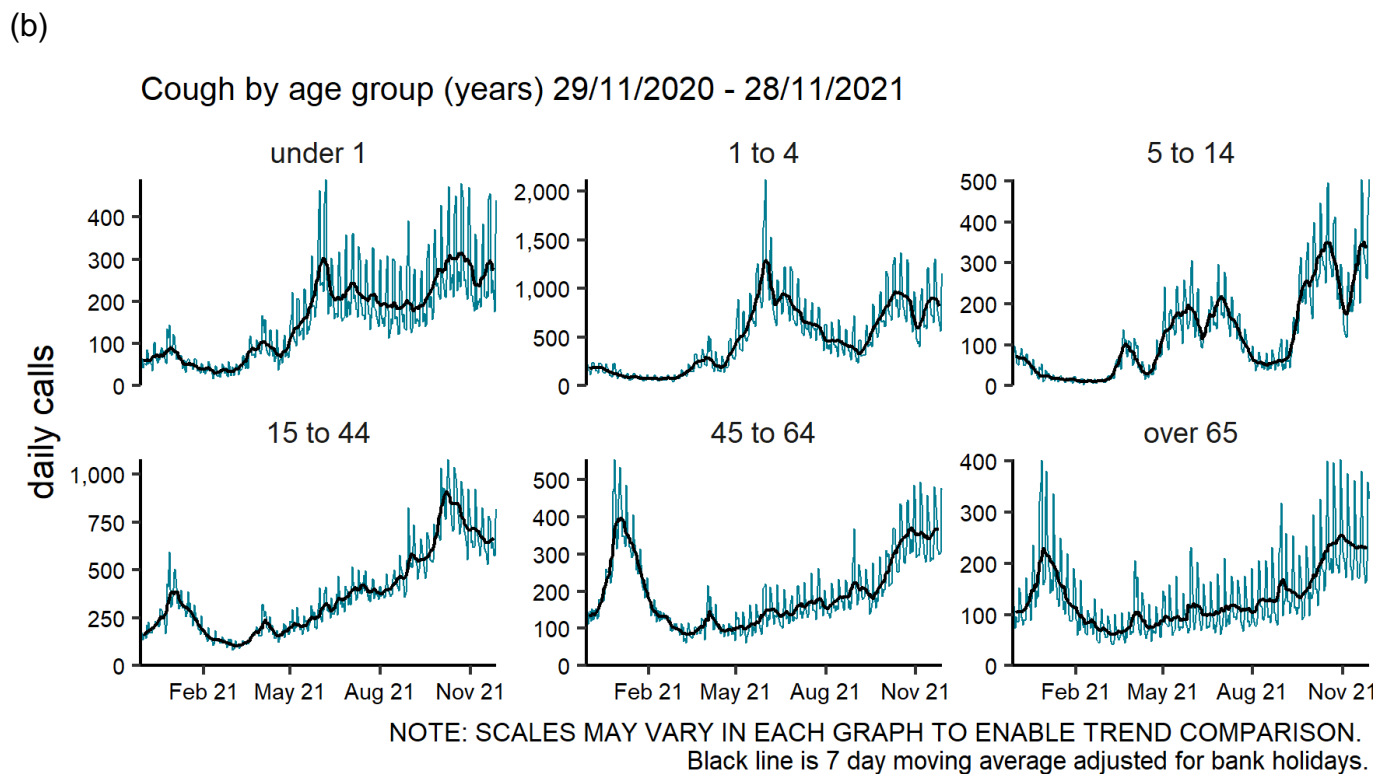 (b)
Cough by age group (years) 29/11/2020 - 28/11/2021
daily calls
under 1
400
300
200
100
0
1 to 4
2,000
1,500
1,000
500
0
5 to 14
500
400
300
200
100
0
15 to 44
1,000
750
500
250
0
Feb 21 May 21 Aug 21 Nov 21
45 to 64
500
400
300
200
100
0
Feb 21 May 21 Aug 21 Nov 21
over 65
400
300
200
100
0
Feb 21 May 21 Aug 21 Nov 21
NOTE: SCALES MAY VARY IN EACH GRAPH TO ENABLE TREND COMPARISON.
Black line is 7 day moving average adjusted for bank holidays.